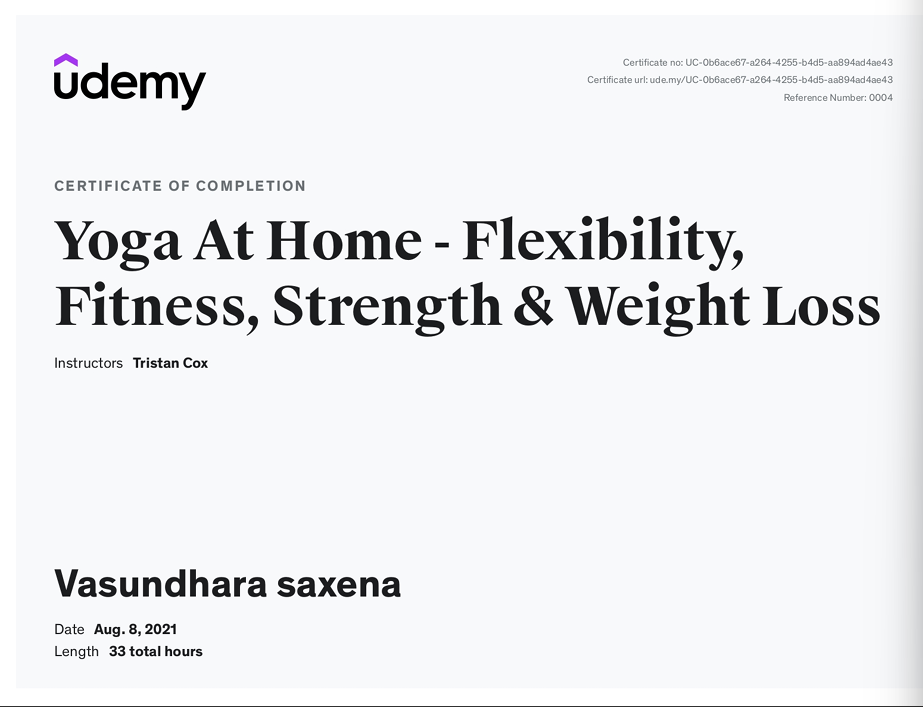 udemy
Certificate no: UC-0b6ace67-a264-4255-b4d5-aa894ad4ae43
Certificate url: ude.my/UC-0b6ace67-a264-4255-b4d5-aa894ad4ae43
Reference Number: 0004
CERTIFICATE OF COMPLETION
Yoga At Home - Flexibility,
Fitness, Strength & Weight Loss
Instructors Tristan Cox
Vasundhara saxena
Date Aug. 8, 2021
Length 33 total hours